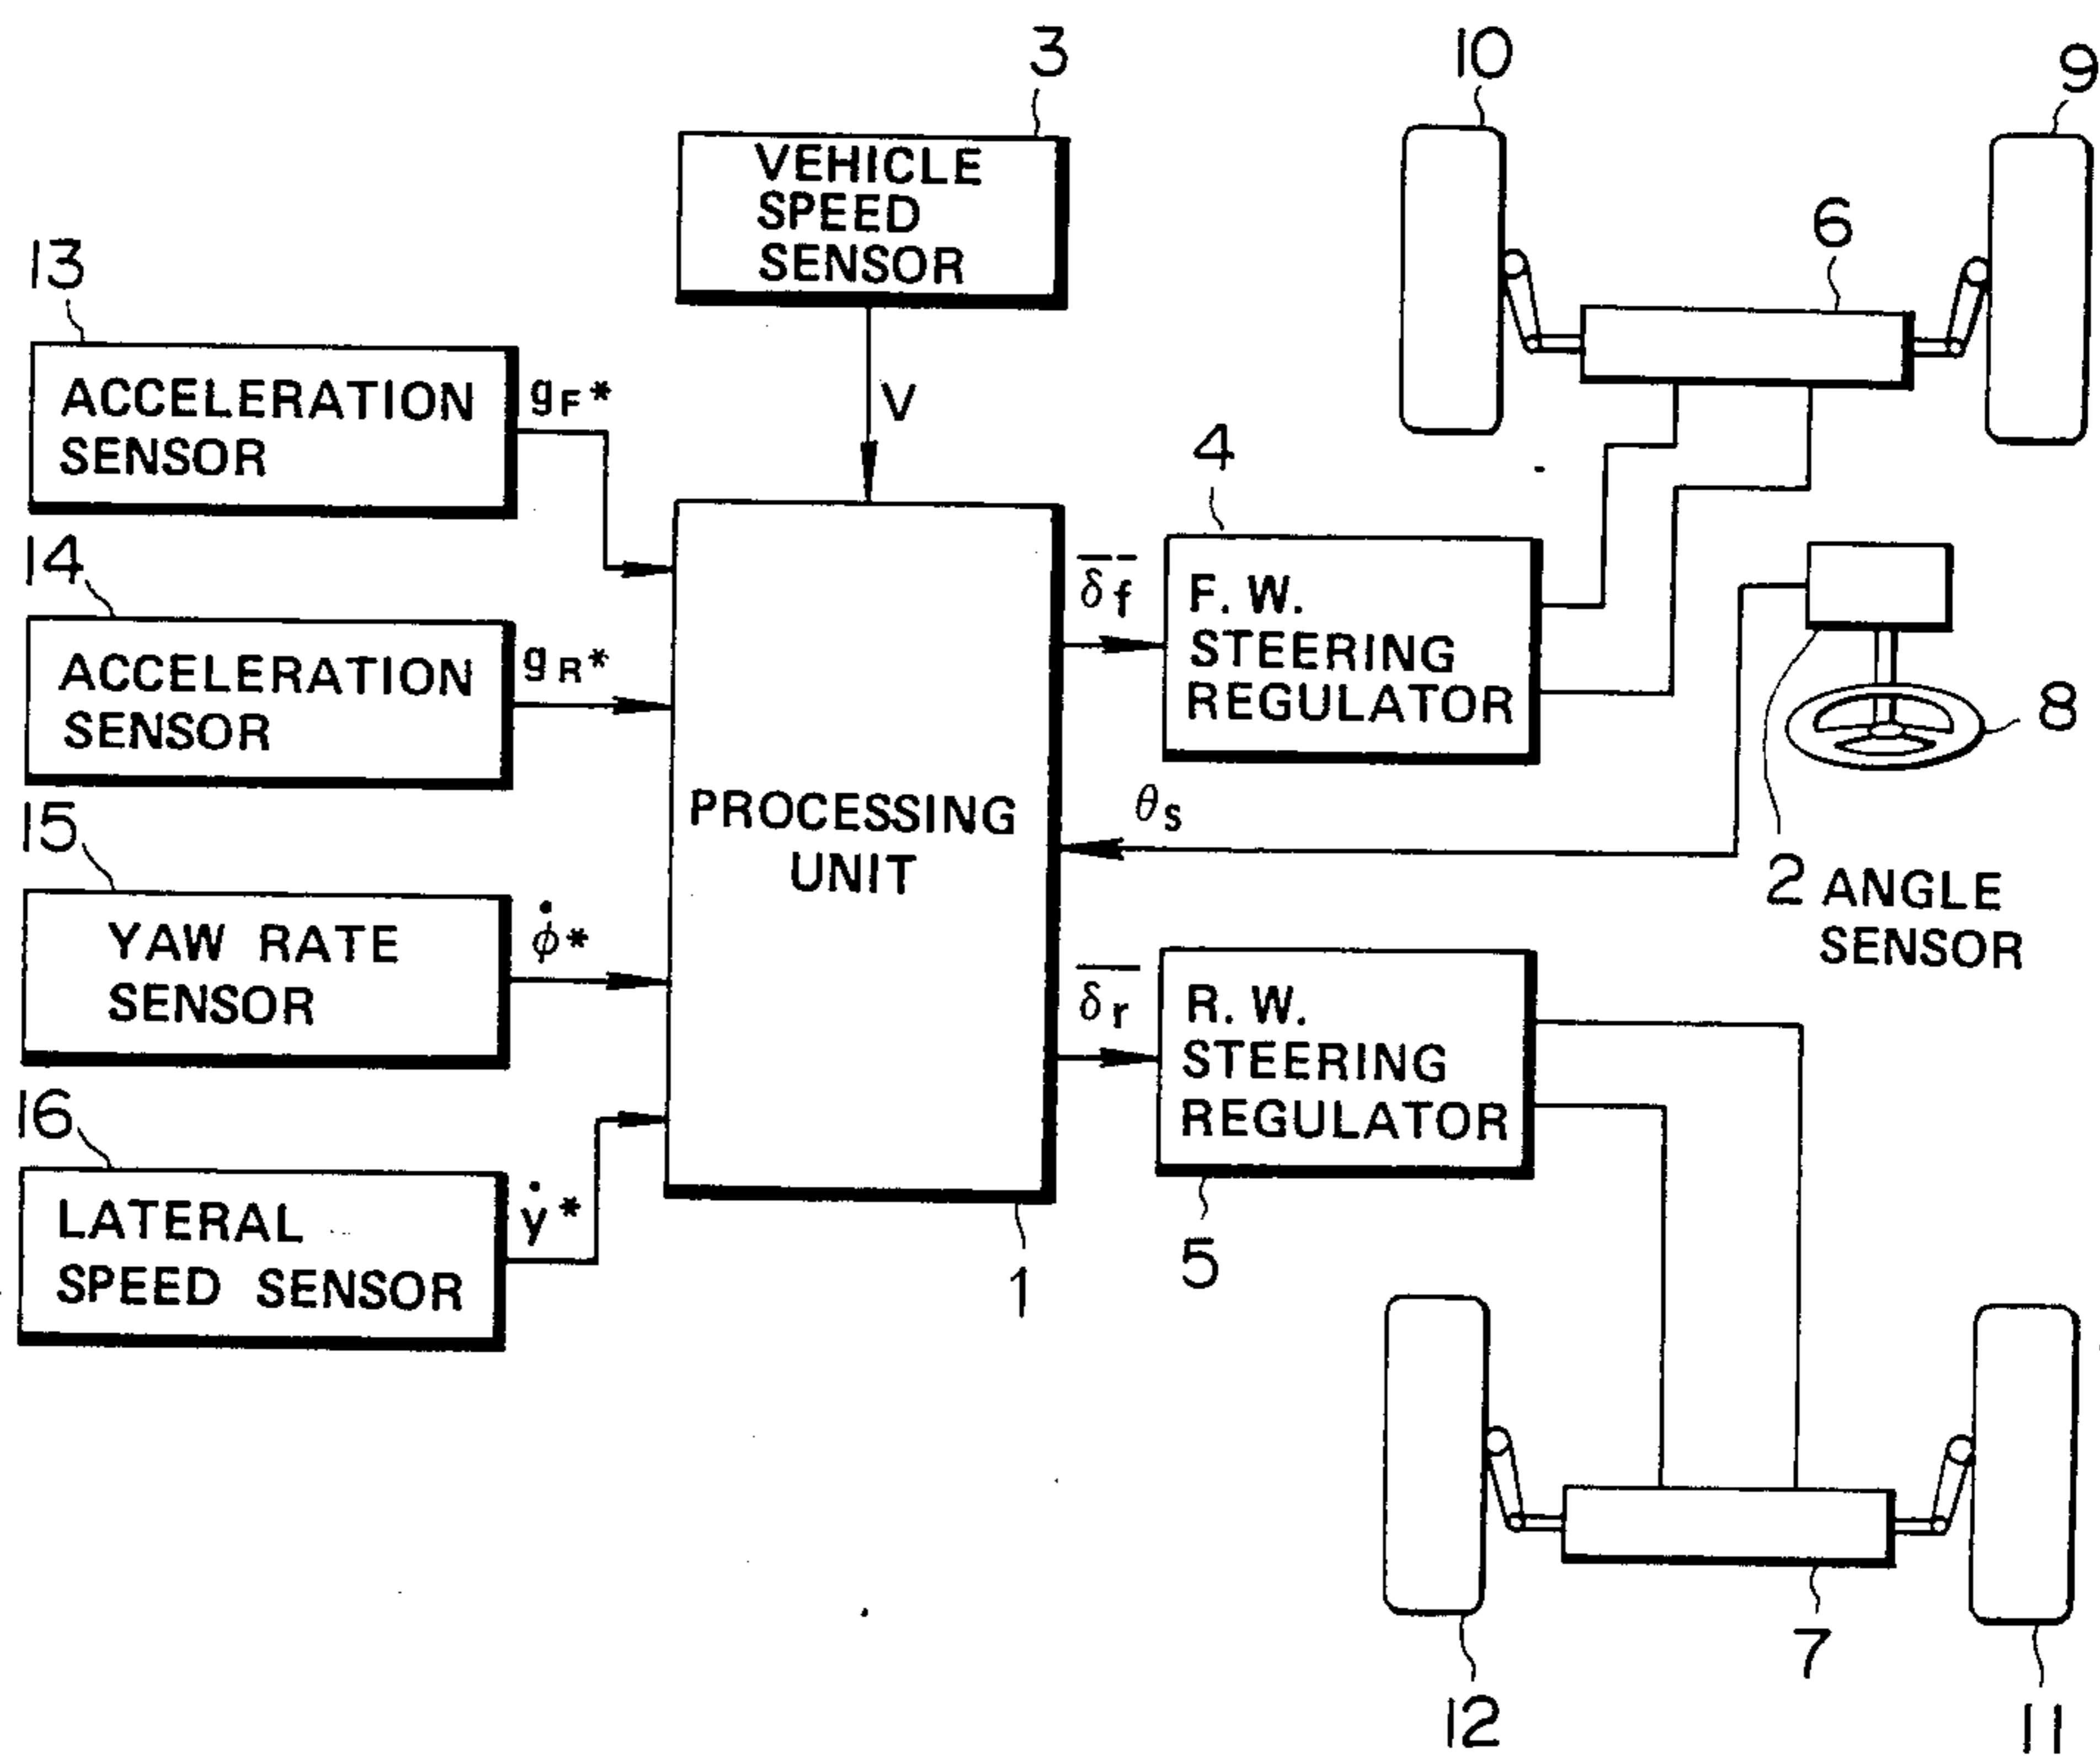 3
10
9
VEHICLE
SPEED
SENSOR
6
13
ACCELERATION
SENSOR
gF*
V
4
14
δf
F. W.
STEERING
REGULATOR
ACCELERATION
SENSOR
gR*
8
15
PROCESSING
UNIT
θs
2 ANGLE
SENSOR
YAW RATE
SENSOR
φ̇*
δr
R. W.
STEERING
REGULATOR
16
LATERAL
SPEED SENSOR
ẏ*
5
1
7
12
11